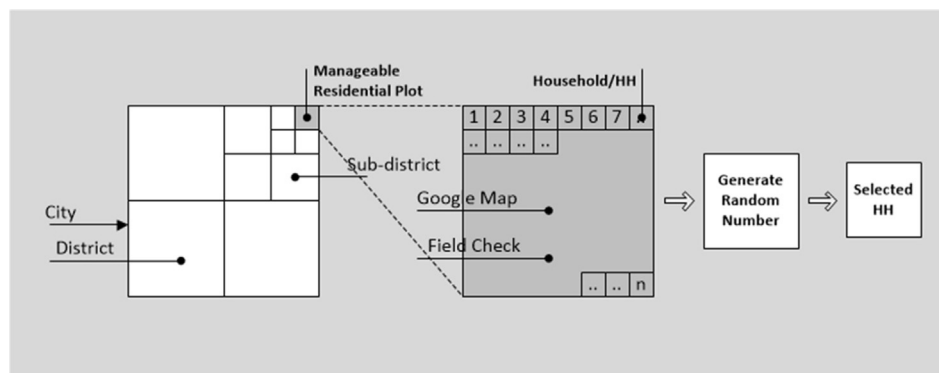 Manageable
Residential Plot
Household/HH
1 2 3 4 5 6 7
.. .. .. ..
Sub-district
Google Map
City
District
Field Check
.. .. n
Generate
Random
Number
Selected
HH